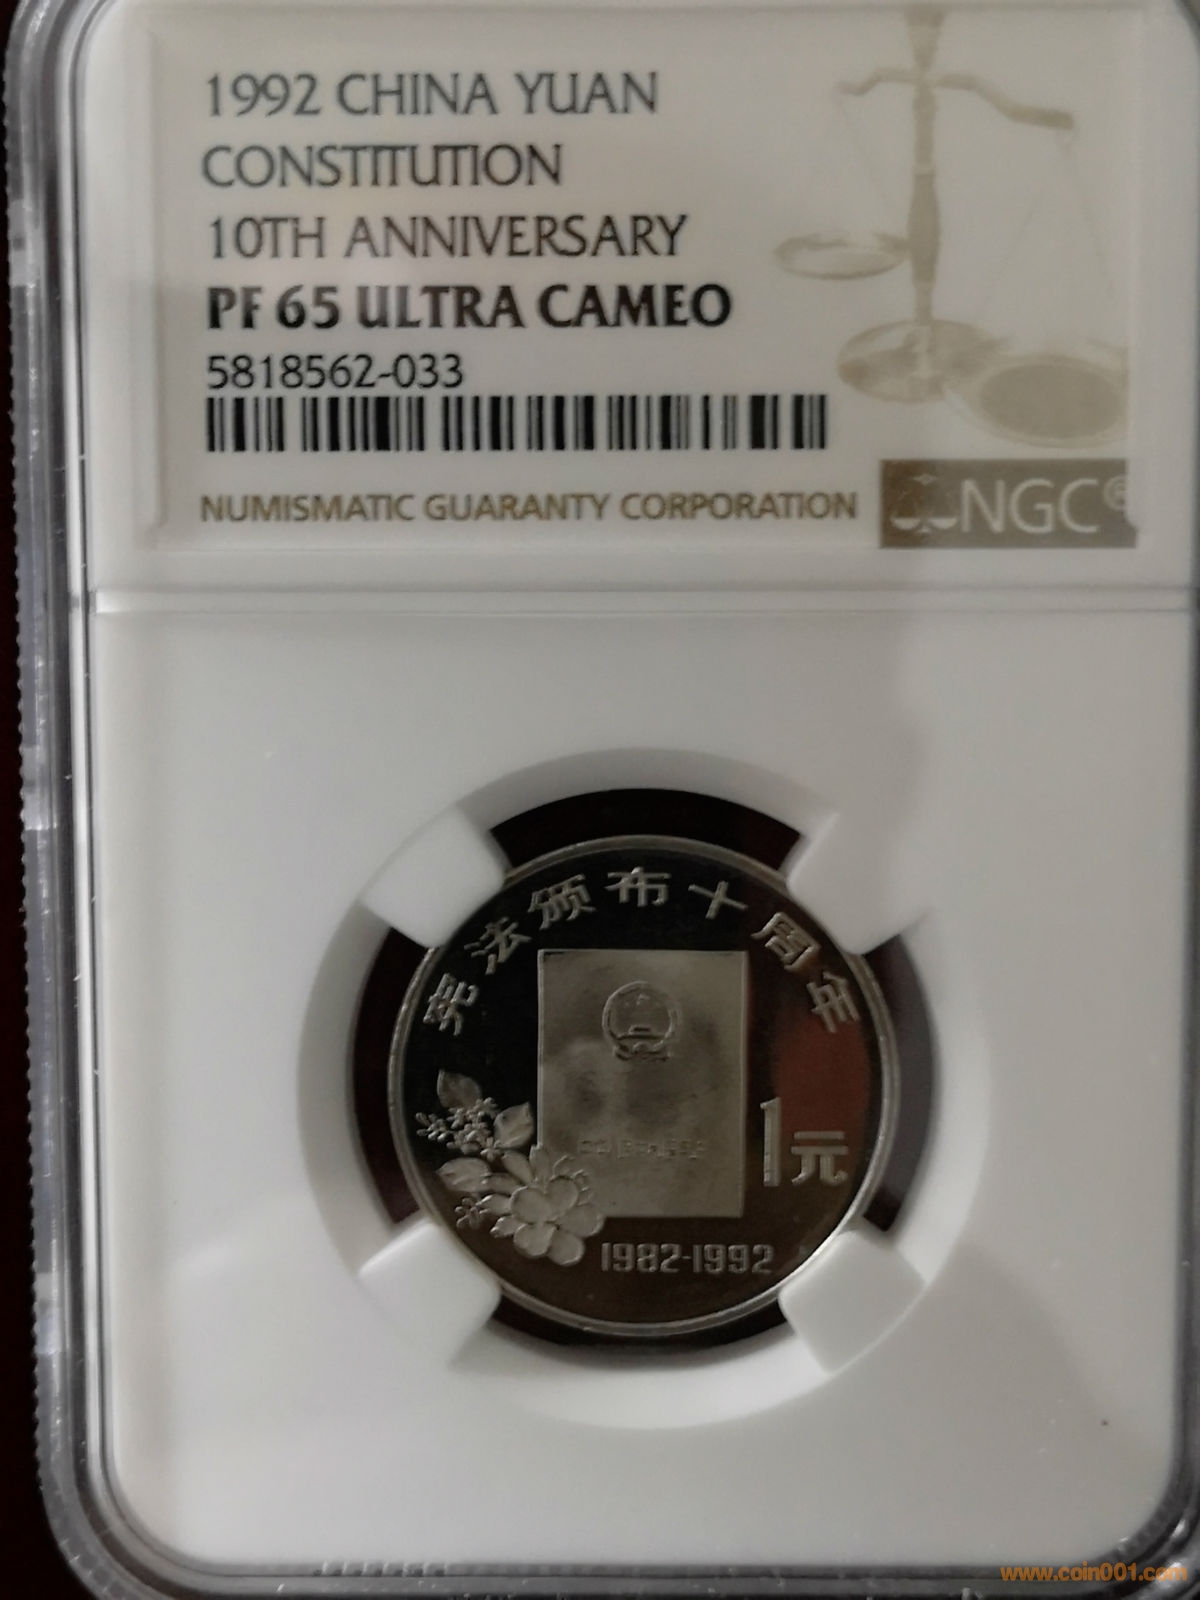 1992 CHINA YUAN
CONSTITUTION
10TH ANNIVERSARY
PF 65 ULTRA CAMEO
5818562-033
NUMISMATIC GUARANTY CORPORATION
NGC®
宪法颁布十周年
1元
1982-1992
www.coin001.com